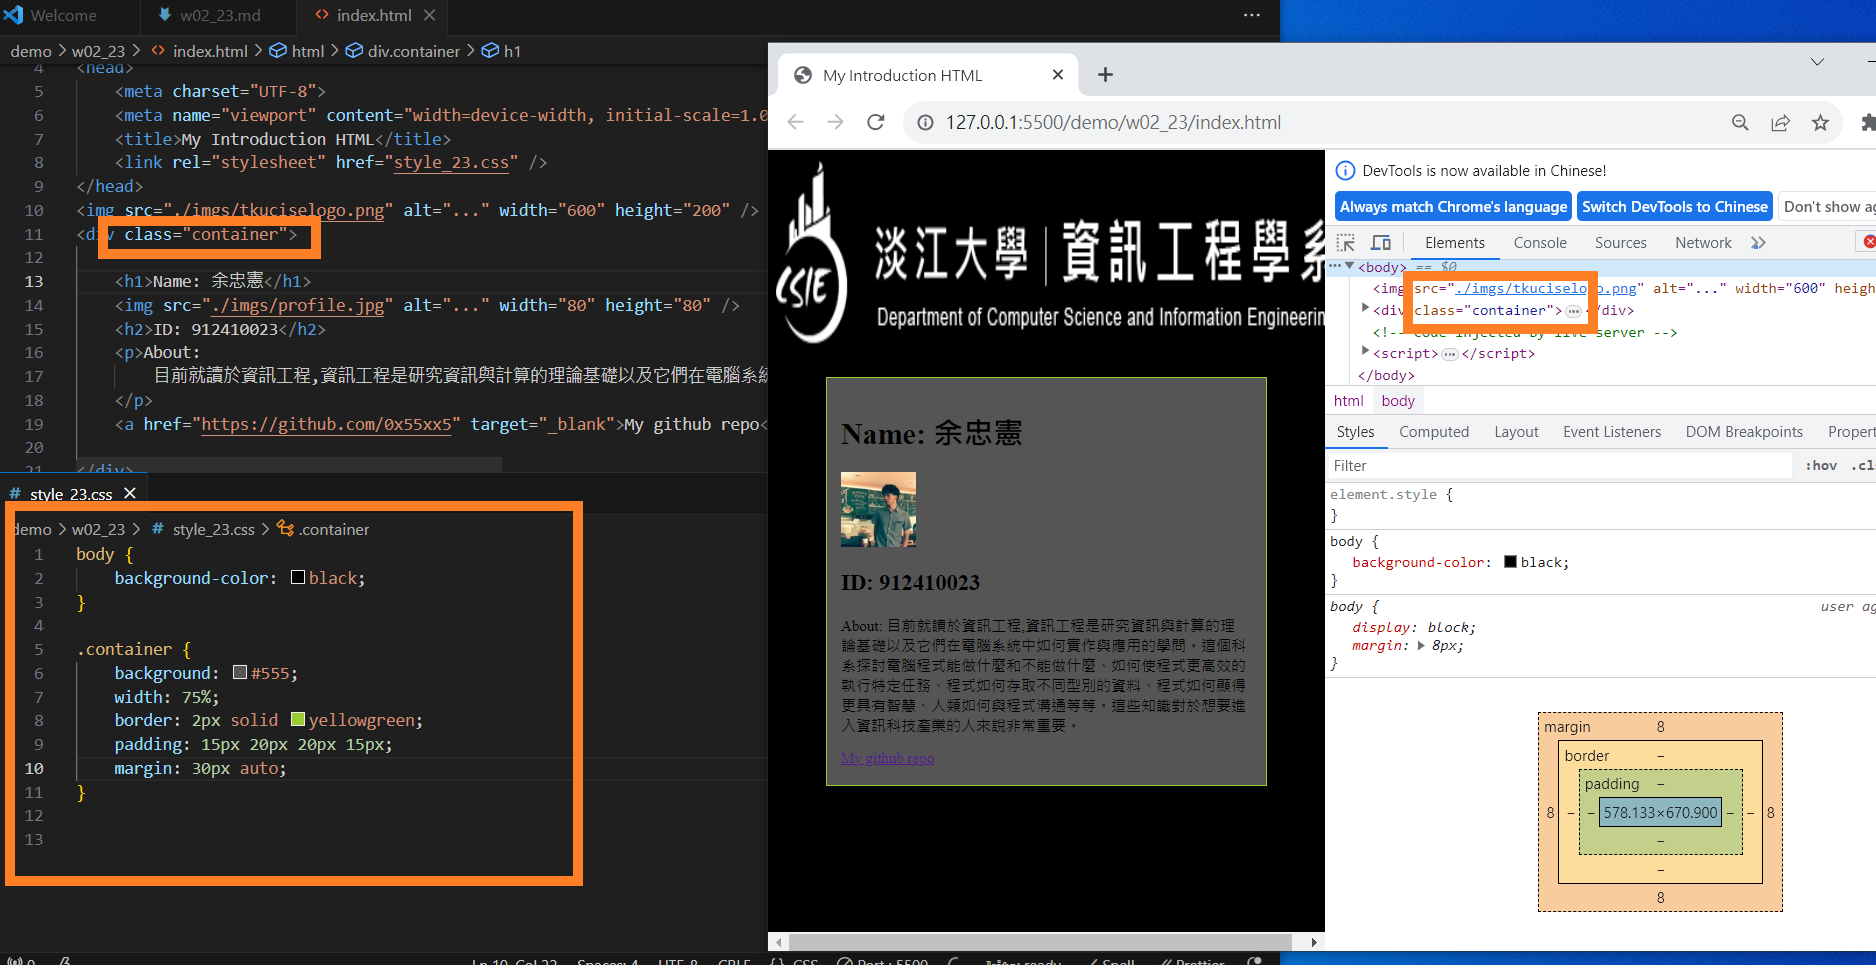 Welcome
w02_23.md
index.html
demo > w02_23 > index.html > html > div.container > h1
4 <head>
5 <meta charset="UTF-8">
6 <meta name="viewport" content="width=device-width, initial-scale=1.0
7 <title>My Introduction HTML</title>
8 <link rel="stylesheet" href="style_23.css" />
9 </head>
10 <img src="./imgs/tkuciselogo.png" alt="..." width="600" height="200" />
11 <div class="container">
12
13 <h1>Name: 余忠憲</h1>
14 <img src="./imgs/profile.jpg" alt="..." width="80" height="80" />
15 <h2>ID: 912410023</h2>
16 <p>About:
17 目前就讀於資訊工程,資訊工程是研究資訊與計算的理論基礎以及它們在電腦系統
18 </p>
19 <a href="https://github.com/0x55xx5" target="_blank">My github repo<
20
21 </div>
style_23.css
demo > w02_23 > style_23.css > .container
1 body {
2 background-color: black;
3 }
4
5 .container {
6 background: #555;
7 width: 75%;
8 border: 2px solid yellowgreen;
9 padding: 15px 20px 20px 15px;
10 margin: 30px auto;
11 }
12
13
Ln 10, Col 22 Spaces: 4 UTF-8 CRLF {} CSS Port : 5500 ready Spell Prettier
My Introduction HTML
127.0.0.1:5500/demo/w02_23/index.html
CSIE
淡江大學 | 資訊工程學系
Department of Computer Science and Information Engineerin
Name: 余忠憲
ID: 912410023
About: 目前就讀於資訊工程,資訊工程是研究資訊與計算的理
論基礎以及它們在電腦系統中如何實作與應用的學問。這個科
系探討電腦程式能做什麼和不能做什麼、如何使程式更高效的
執行特定任務、程式如何存取不同型別的資料、程式如何顯得
更具有智慧、人類如何與程式溝通等等。這些知識對於想要進
入資訊科技產業的人來說非常重要。
My github repo
DevTools is now available in Chinese!
Always match Chrome's language
Switch DevTools to Chinese
Don't show ag
Elements Console Sources Network
<body> == $0
<img src="./imgs/tkuciselogo.png" alt="..." width="600" heigh
<div class="container"> ... </div>
<!-- Code injected by live-server -->
<script> ... </script>
</body>
html body
Styles Computed Layout Event Listeners DOM Breakpoints Propert
Filter :hov .cl
element.style {
}
body {
background-color: black;
}
body { user ag
display: block;
margin: 8px;
}
margin 8
border –
padding –
8 – – 578.133×670.900 – – 8
–
–
8